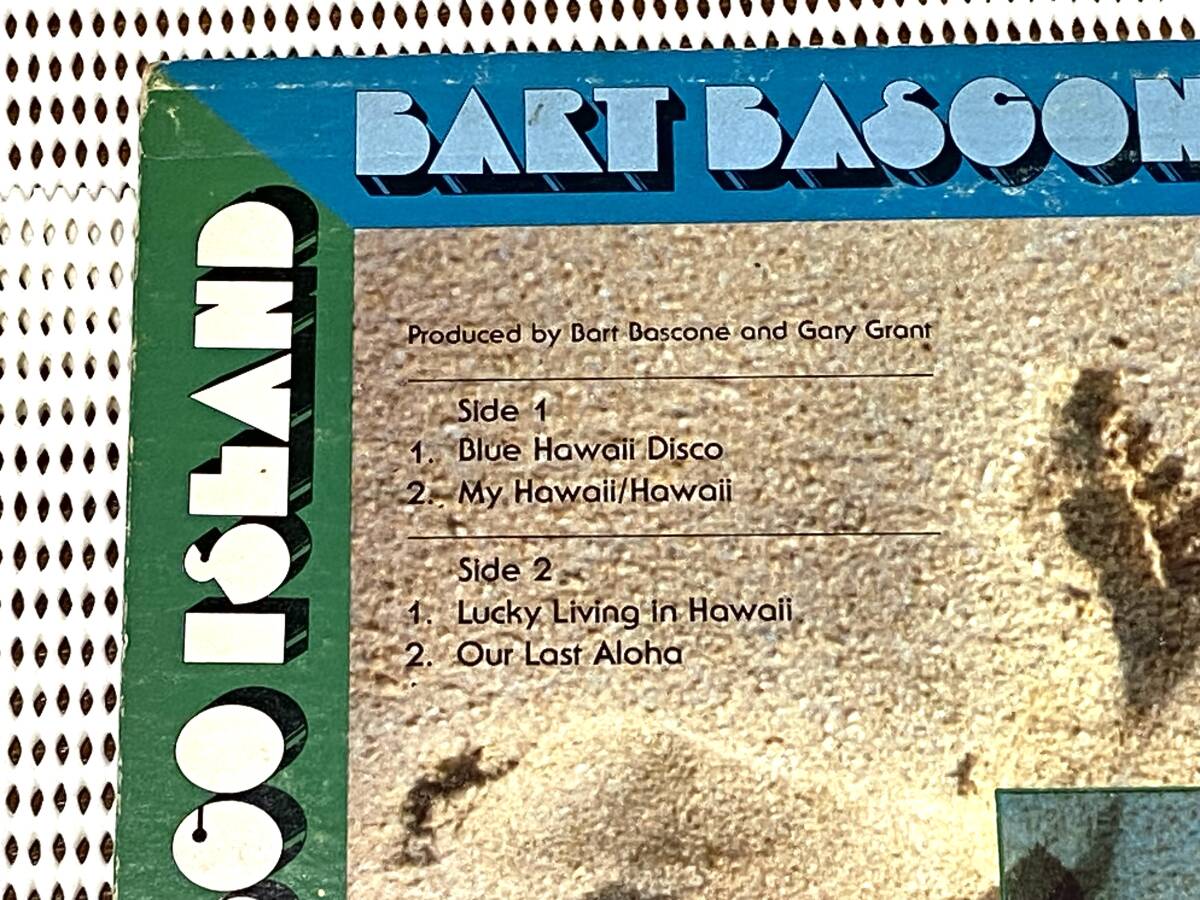 BART BASCON
CO ISLAND
Produced by Bart Bascone and Gary Grant
Side 1
1. Blue Hawaii Disco
2. My Hawaii/Hawaii
Side 2
1. Lucky Living in Hawaii
2. Our Last Aloha